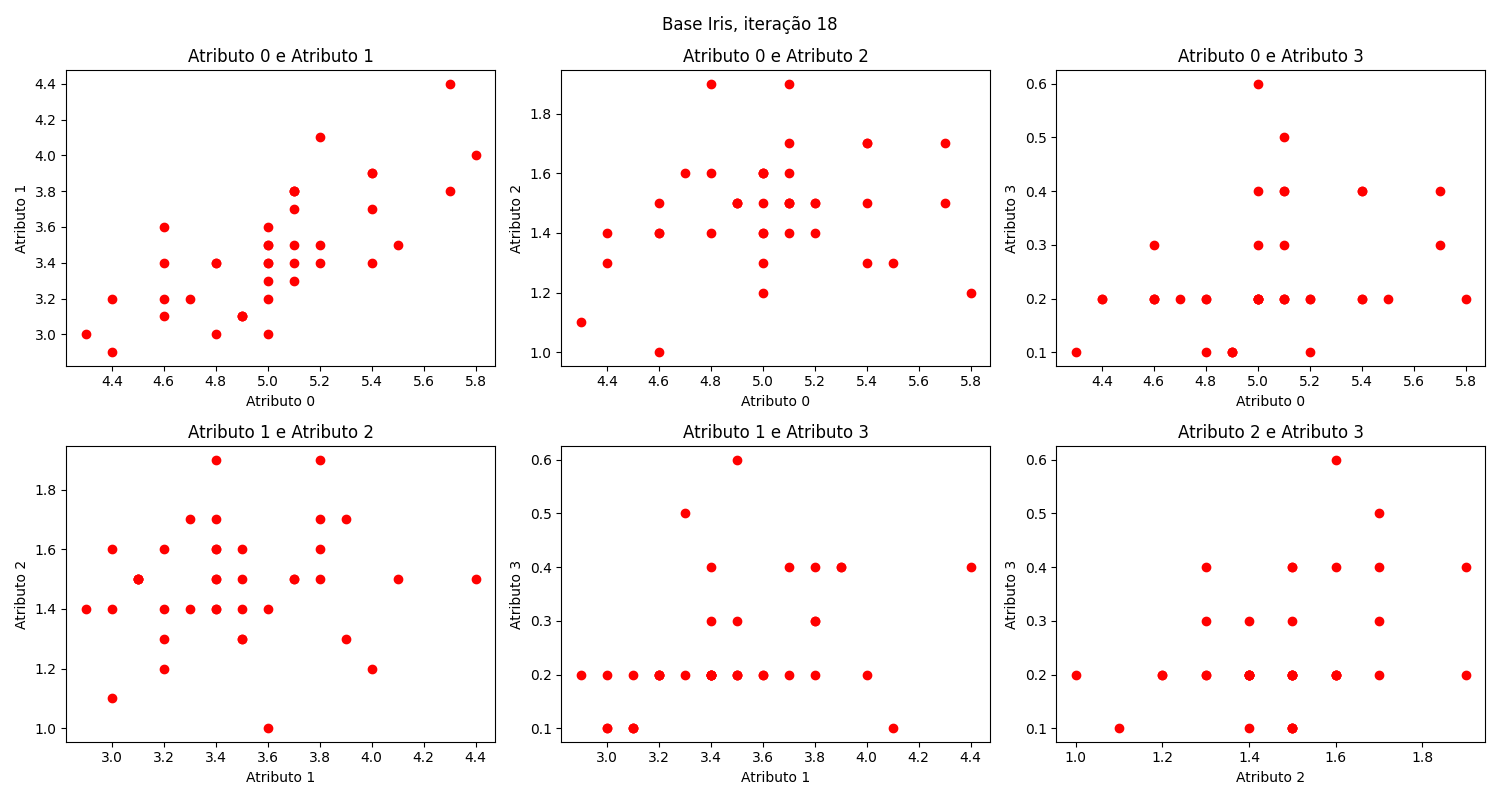 Base Iris, iteração 18
Atributo 0 e Atributo 1
4.4
4.2
4.0
3.8
3.6
3.4
3.2
3.0
Atributo 1
4.4 4.6 4.8 5.0 5.2 5.4 5.6 5.8
Atributo 0
Atributo 0 e Atributo 2
1.8
1.6
1.4
1.2
1.0
Atributo 2
4.4 4.6 4.8 5.0 5.2 5.4 5.6 5.8
Atributo 0
Atributo 0 e Atributo 3
0.6
0.5
0.4
0.3
0.2
0.1
Atributo 3
4.4 4.6 4.8 5.0 5.2 5.4 5.6 5.8
Atributo 0
Atributo 1 e Atributo 2
1.8
1.6
1.4
1.2
1.0
Atributo 2
3.0 3.2 3.4 3.6 3.8 4.0 4.2 4.4
Atributo 1
Atributo 1 e Atributo 3
0.6
0.5
0.4
0.3
0.2
0.1
Atributo 3
3.0 3.2 3.4 3.6 3.8 4.0 4.2 4.4
Atributo 1
Atributo 2 e Atributo 3
0.6
0.5
0.4
0.3
0.2
0.1
Atributo 3
1.0 1.2 1.4 1.6 1.8
Atributo 2